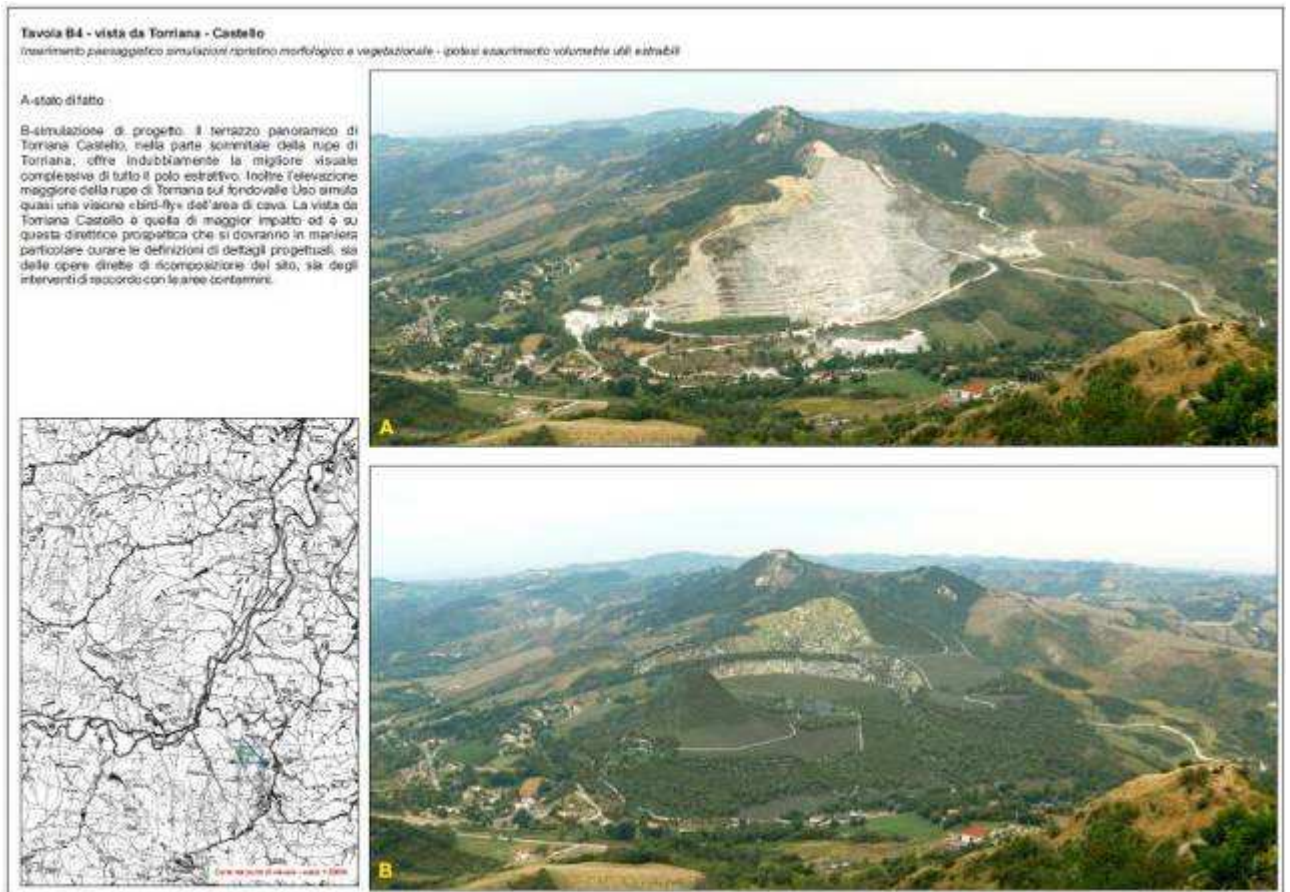 Tavola B4 - vista da Torriana - Castello
Inserimento paesaggistico simulazioni ripristino morfologico e vegetazionale - ipotesi esaurimento volumetrie utili estraibili
A-stato di fatto
B-simulazione di progetto. Il terrazzo panoramico di
Torriana Castello, nella parte sommitale della rupe di
Torriana, offre indubbiamente la migliore visuale
complessiva di tutto il polo estrattivo. Inoltre l'elevazione
maggiore della rupe di Torriana sul fondovalle Uso simula
quasi una visione «bird-fly» dell'area di cava. La vista da
Torriana Castello è quella di maggior impatto ed è su
questa direttrice prospettica che si dovranno in maniera
particolare curare le definizioni di dettagli progettuali, sia
delle opere dirette di ricomposizione del sito, sia degli
interventi di raccordo con le aree contermini.
A
B